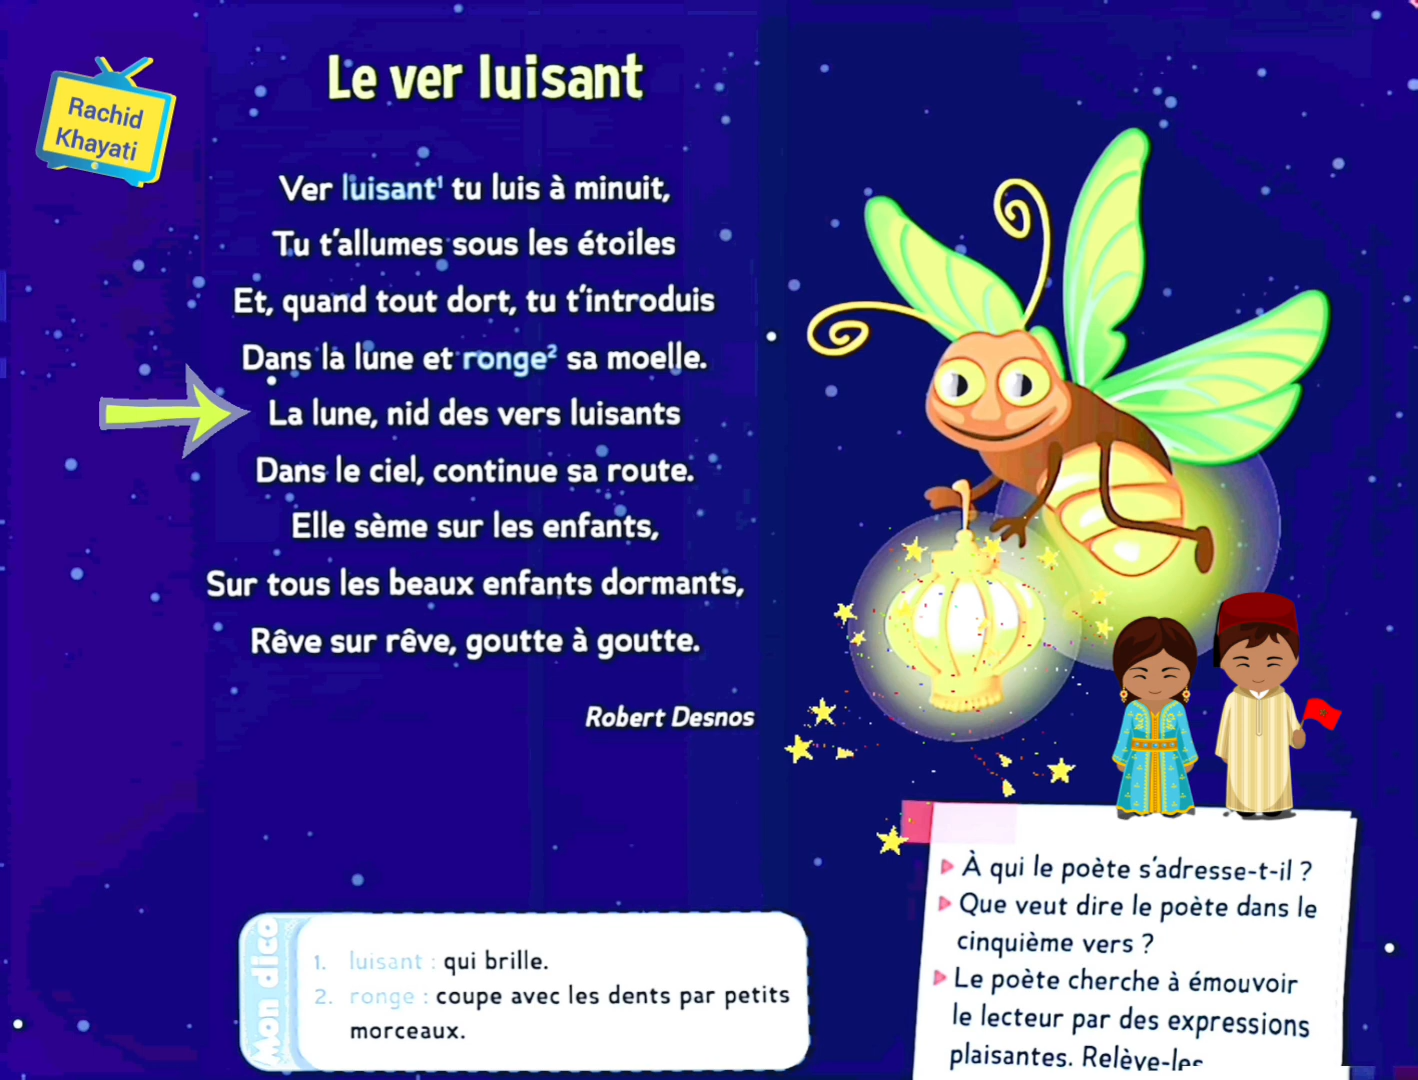 Rachid
Khayati
Le ver luisant
Ver luisant¹ tu luis à minuit,
Tu t'allumes sous les étoiles
Et, quand tout dort, tu t'introduis
Dans la lune et ronge² sa moelle.
La lune, nid des vers luisants
Dans le ciel, continue sa route.
Elle sème sur les enfants,
Sur tous les beaux enfants dormants,
Rêve sur rêve, goutte à goutte.
Robert Desnos
Mon dico
1. luisant : qui brille.
2. ronge : coupe avec les dents par petits
morceaux.
À qui le poète s'adresse-t-il ?
Que veut dire le poète dans le
cinquième vers ?
Le poète cherche à émouvoir
le lecteur par des expressions
plaisantes. Relève-les